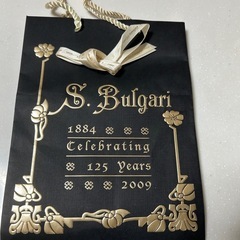 S. Bulgari
1884
Celebrating
125 Years
2009